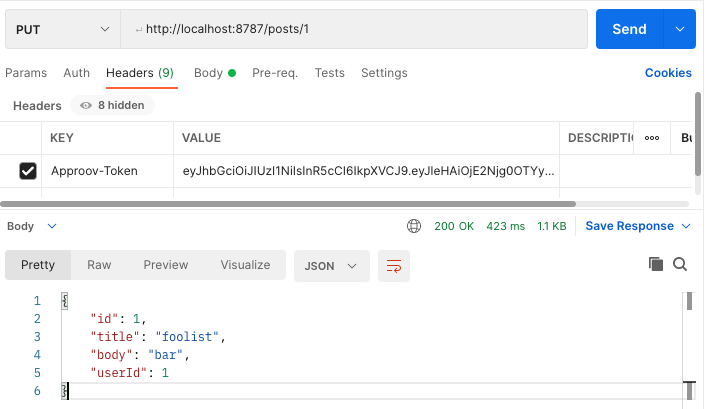 PUT http://localhost:8787/posts/1 Send
Params Auth Headers (9) Body Pre-req. Tests Settings Cookies
Headers 8 hidden
KEY VALUE DESCRIPTIO ooo Bu
Approov-Token eyJhbGciOiJIUzI1NiIsInR5cCI6IkpXVCJ9.eyJleHAiOjE2Njg0OTYy...
Body 200 OK 423 ms 1.1 KB Save Response
Pretty Raw Preview Visualize JSON
1 {
2 "id": 1,
3 "title": "foolist",
4 "body": "bar",
5 "userId": 1
6 }